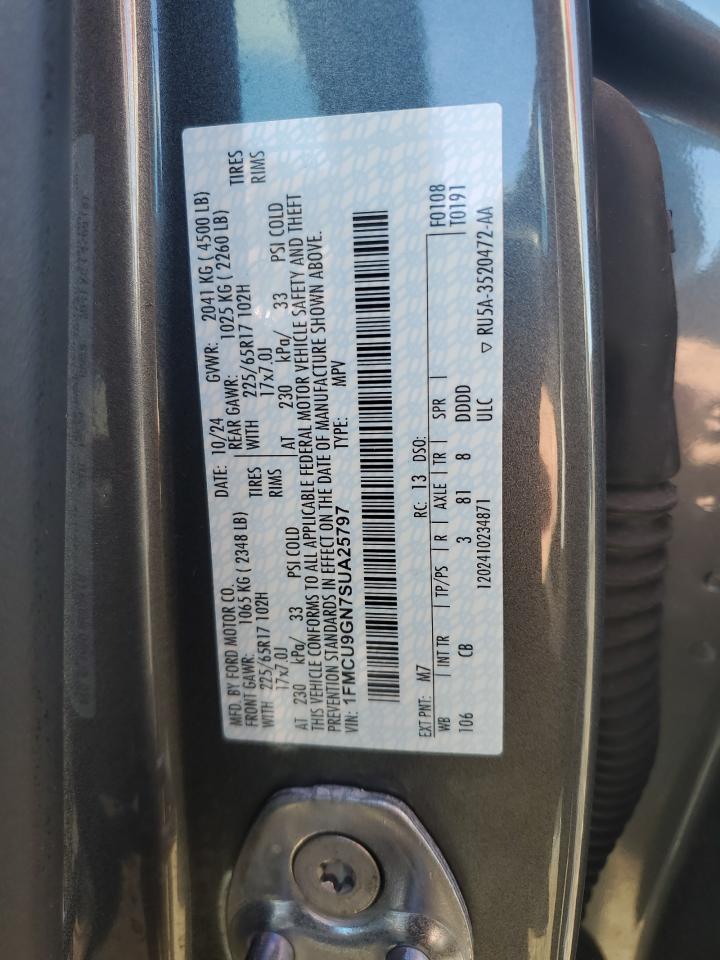 MFD. BY FORD MOTOR CO. DATE: 10/24 GVWR: 2041 KG ( 4500 LB)
FRONT GAWR: 1065 KG ( 2348 LB) REAR GAWR: 1025 KG ( 2260 LB)
WITH 225/65R17 102H TIRES WITH 225/65R17 102H TIRES
17x7.0J RIMS 17x7.0J RIMS
AT 230 kPa/ 33 PSI COLD AT 230 kPa/ 33 PSI COLD
THIS VEHICLE CONFORMS TO ALL APPLICABLE FEDERAL MOTOR VEHICLE SAFETY AND THEFT
PREVENTION STANDARDS IN EFFECT ON THE DATE OF MANUFACTURE SHOWN ABOVE.
VIN: 1FMCU9GN7SUA25797 TYPE: MPV
EXT PNT: M7 RC: 13 DSO: F0108
WB INT TR TP/PS R AXLE TR SPR T0191
106 CB 3 81 8 DDDD
1202410234871 ULC ▽ RU5A-3520472-AA